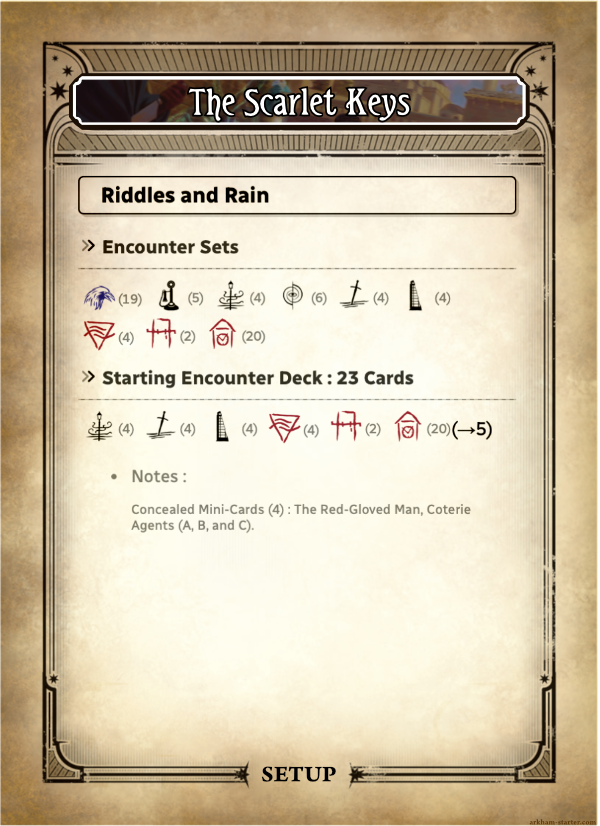 The Scarlet Keys
Riddles and Rain
» Encounter Sets
(19) (5) (4) (6) (4) (4)
(4) (2) (20)
» Starting Encounter Deck : 23 Cards
(4) (4) (4) (4) (2) (20)(→5)
• Notes :
Concealed Mini-Cards (4) : The Red-Gloved Man, Coterie
Agents (A, B, and C).
SETUP
arkham-starter.com